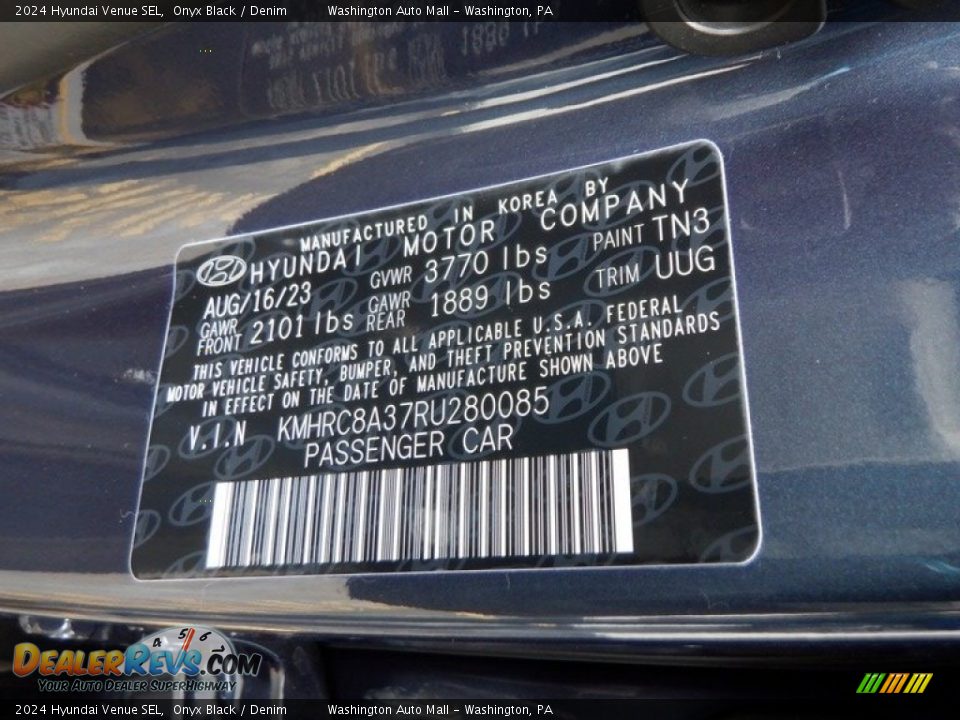 2024 Hyundai Venue SEL, Onyx Black / Denim Washington Auto Mall - Washington, PA
MANUFACTURED IN KOREA BY
HYUNDAI MOTOR COMPANY
AUG/16/23 GVWR 3770 lbs PAINT TN3
GAWR FRONT 2101 lbs GAWR REAR 1889 lbs TRIM UUG
THIS VEHICLE CONFORMS TO ALL APPLICABLE U.S.A. FEDERAL
MOTOR VEHICLE SAFETY, BUMPER, AND THEFT PREVENTION STANDARDS
IN EFFECT ON THE DATE OF MANUFACTURE SHOWN ABOVE
V.I.N KMHRC8A37RU280085
PASSENGER CAR
4 5 6
DEALERREVS.COM
YOUR AUTO DEALER SUPERHIGHWAY
2024 Hyundai Venue SEL, Onyx Black / Denim Washington Auto Mall - Washington, PA